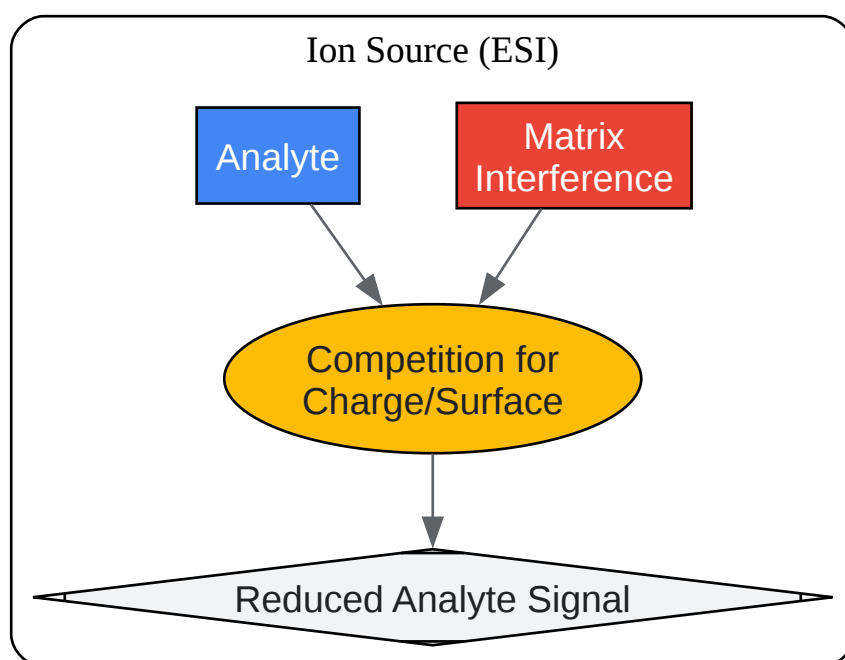 Ion Source (ESI)
Analyte
Matrix
Interference
Competition for
Charge/Surface
Reduced Analyte Signal